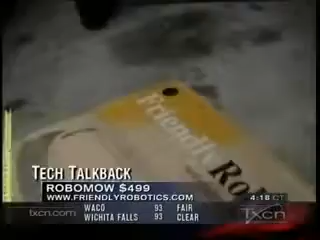 Friendly
Ro
TECH TALKBACK
ROBOMOW $499
WWW.FRIENDLYROBOTICS.COM
4:18 CT
txcn.com
WACO 93 FAIR
WICHITA FALLS 93 CLEAR
Txcn